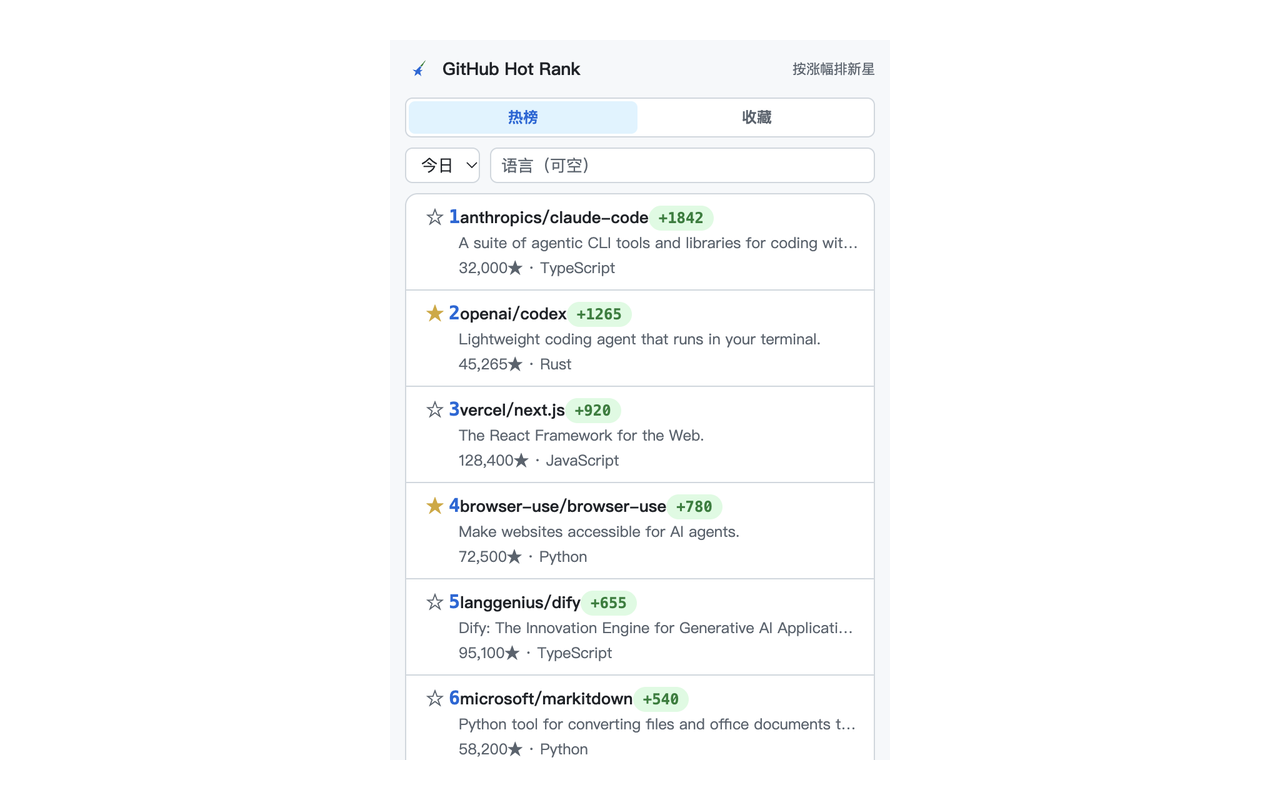 GitHub Hot Rank 按涨幅排新星
热榜 收藏
今日 语言（可空）
☆ 1anthropics/claude-code +1842
A suite of agentic CLI tools and libraries for coding wit…
32,000★ · TypeScript
★ 2openai/codex +1265
Lightweight coding agent that runs in your terminal.
45,265★ · Rust
☆ 3vercel/next.js +920
The React Framework for the Web.
128,400★ · JavaScript
★ 4browser-use/browser-use +780
Make websites accessible for AI agents.
72,500★ · Python
☆ 5langgenius/dify +655
Dify: The Innovation Engine for Generative AI Applicati…
95,100★ · TypeScript
☆ 6microsoft/markitdown +540
Python tool for converting files and office documents t…
58,200★ · Python